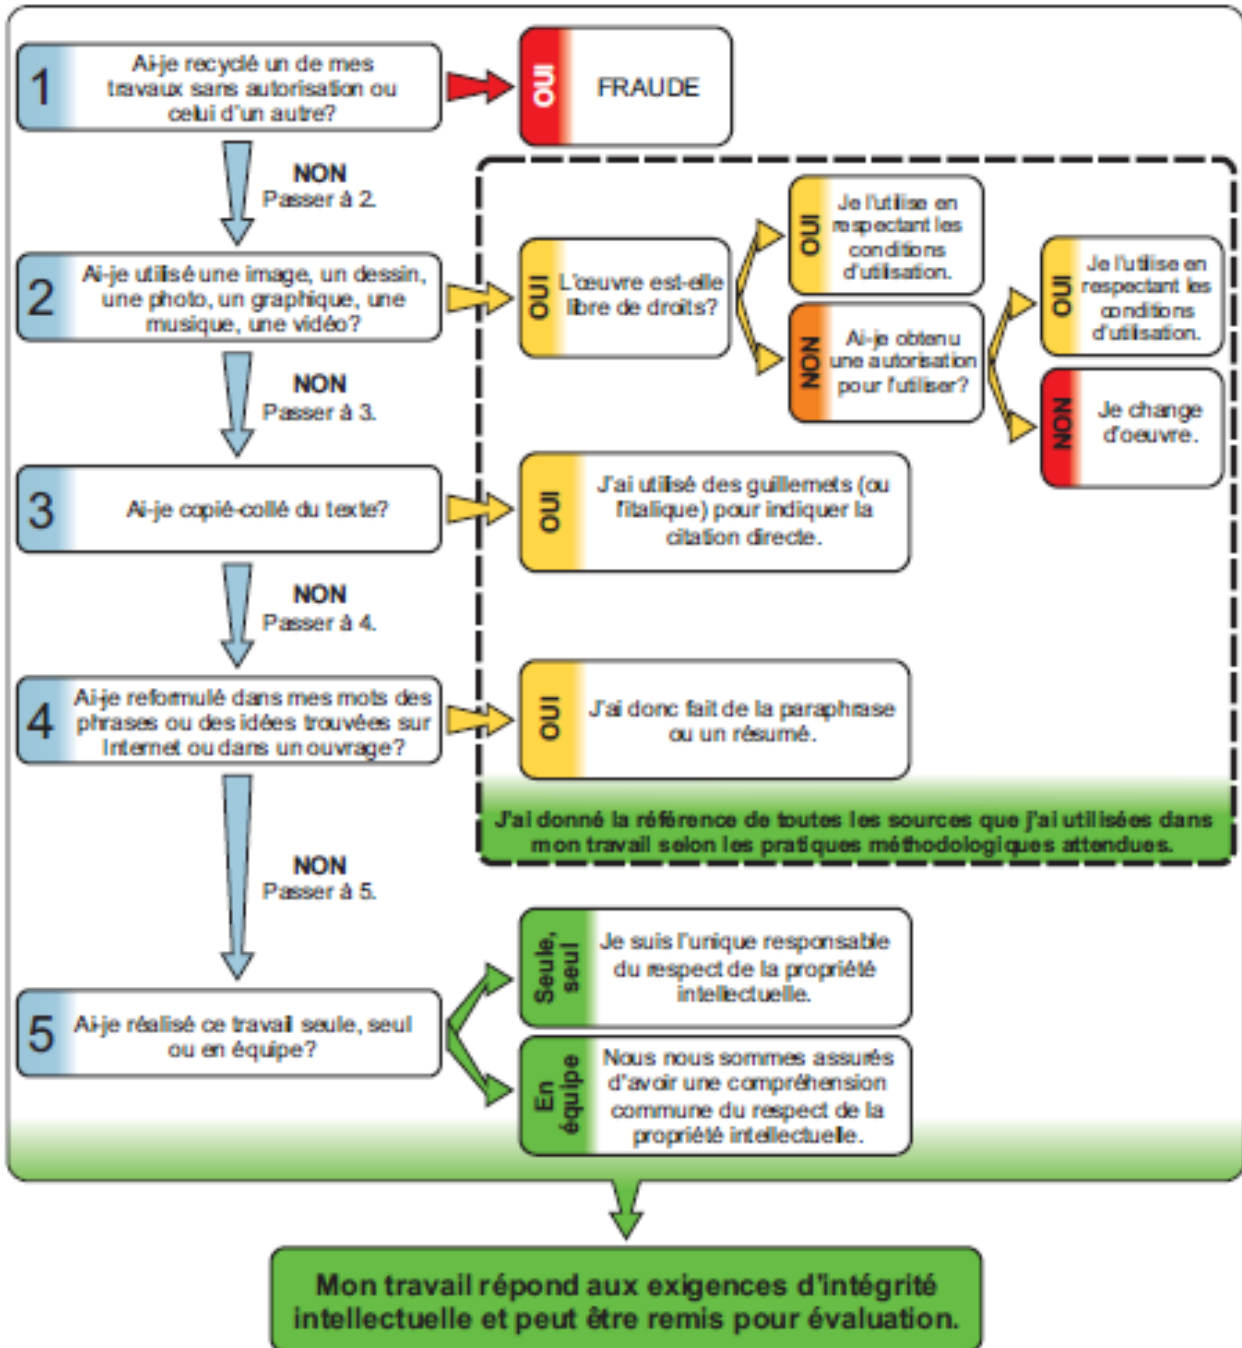 1
Ai-je recyclé un de mes
travaux sans autorisation ou
celui d'un autre?
OUI
FRAUDE
NON
Passer à 2.
2
Ai-je utilisé une image, un dessin,
une photo, un graphique, une
musique, une vidéo?
OUI
L'œuvre est-elle
libre de droits?
OUI
Je l'utilise en
respectant les
conditions
d'utilisation.
NON
Ai-je obtenu
une autorisation
pour l'utiliser?
OUI
Je l'utilise en
respectant les
conditions
d'utilisation.
NON
Je change
d'oeuvre.
NON
Passer à 3.
3
Ai-je copié-collé du texte?
OUI
J'ai utilisé des guillemets (ou
l'italique) pour indiquer la
citation directe.
NON
Passer à 4.
4
Ai-je reformulé dans mes mots des
phrases ou des idées trouvées sur
Internet ou dans un ouvrage?
OUI
J'ai donc fait de la paraphrase
ou un résumé.
J'ai donné la référence de toutes les sources que j'ai utilisées dans
mon travail selon les pratiques méthodologiques attendues.
NON
Passer à 5.
5
Ai-je réalisé ce travail seule, seul
ou en équipe?
Seule,
seul
Je suis l'unique responsable
du respect de la propriété
intellectuelle.
En
équipe
Nous nous sommes assurés
d'avoir une compréhension
commune du respect de la
propriété intellectuelle.
Mon travail répond aux exigences d'intégrité
intellectuelle et peut être remis pour évaluation.